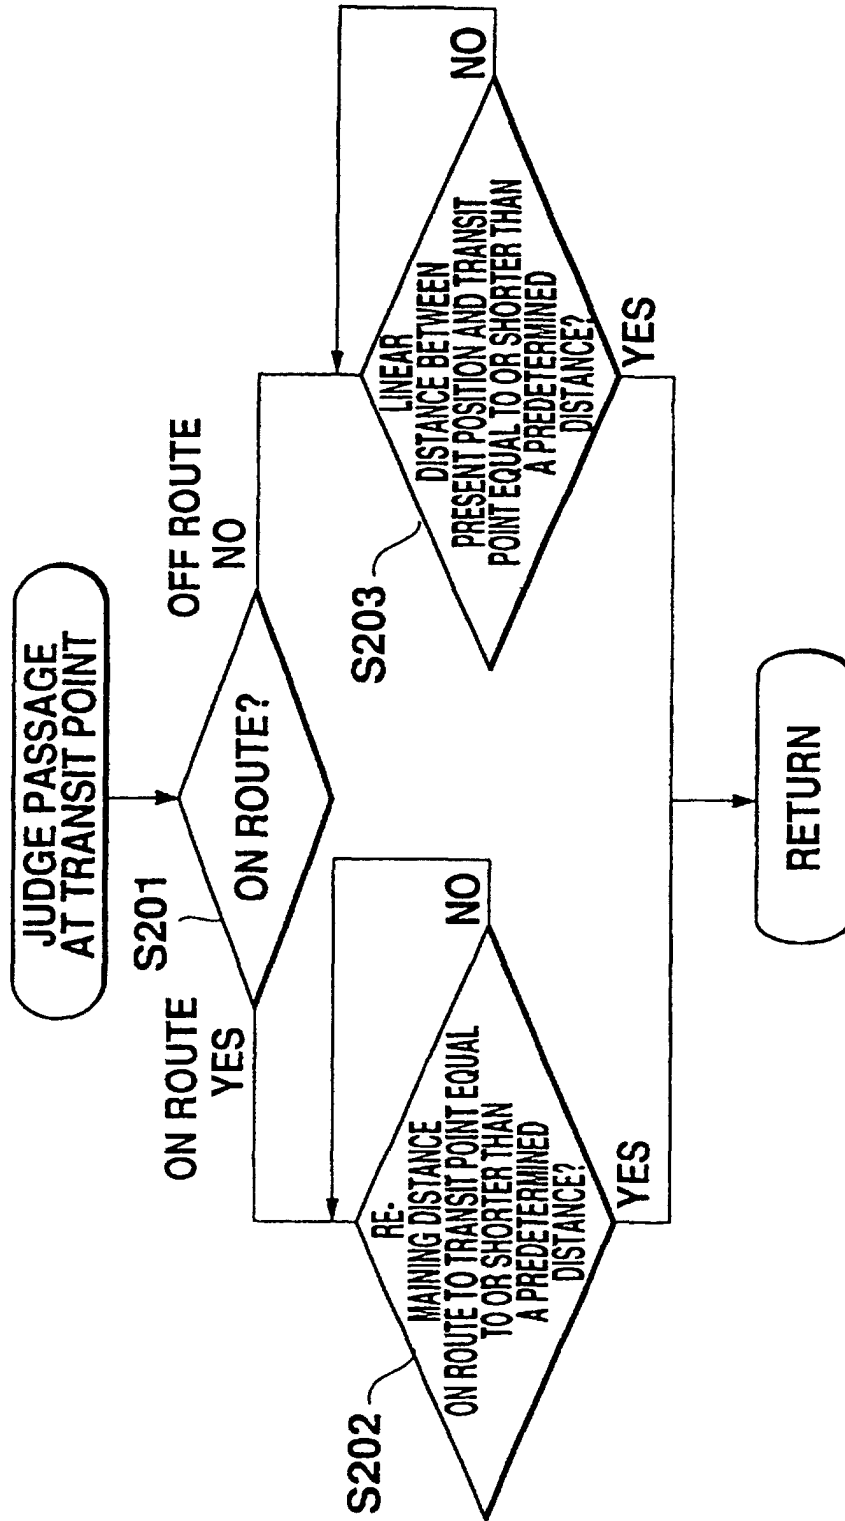 JUDGE PASSAGE
AT TRANSIT POINT
S201
ON ROUTE?
ON ROUTE
YES
OFF ROUTE
NO
S202
RE-
MAINING DISTANCE
ON ROUTE TO TRANSIT POINT EQUAL
TO OR SHORTER THAN
A PREDETERMINED
DISTANCE?
NO
YES
S203
LINEAR
DISTANCE BETWEEN
PRESENT POSITION AND TRANSIT
POINT EQUAL TO OR SHORTER THAN
A PREDETERMINED
DISTANCE?
NO
YES
RETURN